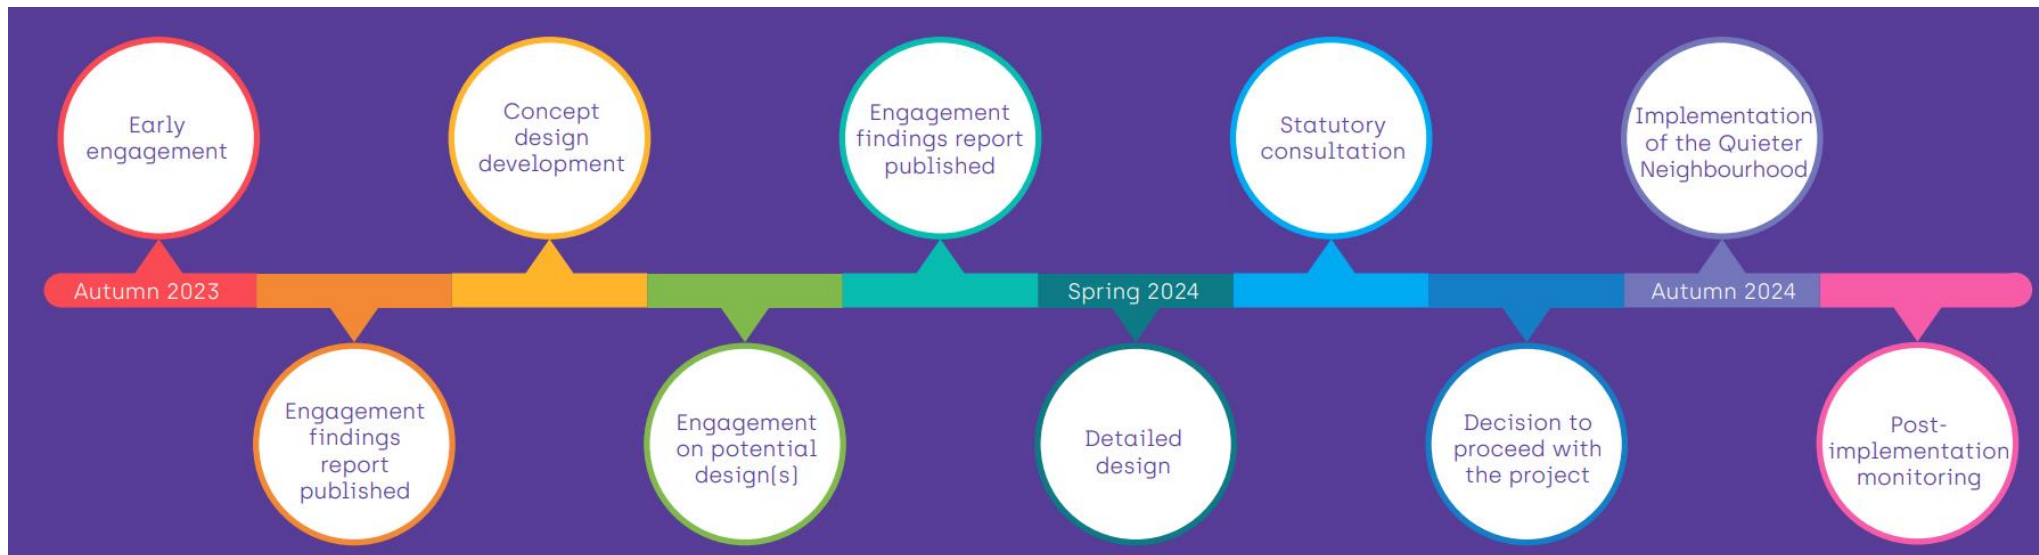 Early
engagement
Concept
design
development
Engagement
findings report
published
Statutory
consultation
Implementation
of the Quieter
Neighbourhood
Autumn 2023
Spring 2024
Autumn 2024
Engagement
findings
report
published
Engagement
on potential
design(s)
Detailed
design
Decision to
proceed with
the project
Post-
implementation
monitoring